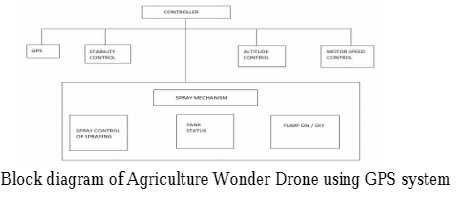 CONTROLLER
GPS
STABILITY
CONTROL
ALTITUDE
CONTROL
MOTOR SPEED
CONTROL
SPRAY MECHANISM
SPRAY CONTROL
OF SPRAYING
TANK
STATUS
PUMP ON / OFF
Block diagram of Agriculture Wonder Drone using GPS system